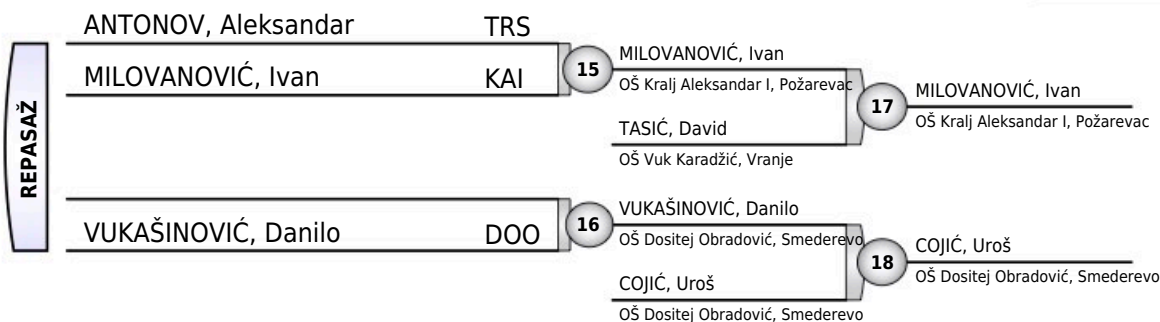 REPASAŽ
ANTONOV, Aleksandar TRS
MILOVANOVIĆ, Ivan KAI
15
MILOVANOVIĆ, Ivan
OŠ Kralj Aleksandar I, Požarevac
TASIĆ, David
OŠ Vuk Karadžić, Vranje
17
MILOVANOVIĆ, Ivan
OŠ Kralj Aleksandar I, Požarevac
VUKAŠINOVIĆ, Danilo DOO
16
VUKAŠINOVIĆ, Danilo
OŠ Dositej Obradović, Smederevo
COJIĆ, Uroš
OŠ Dositej Obradović, Smederevo
18
COJIĆ, Uroš
OŠ Dositej Obradović, Smederevo